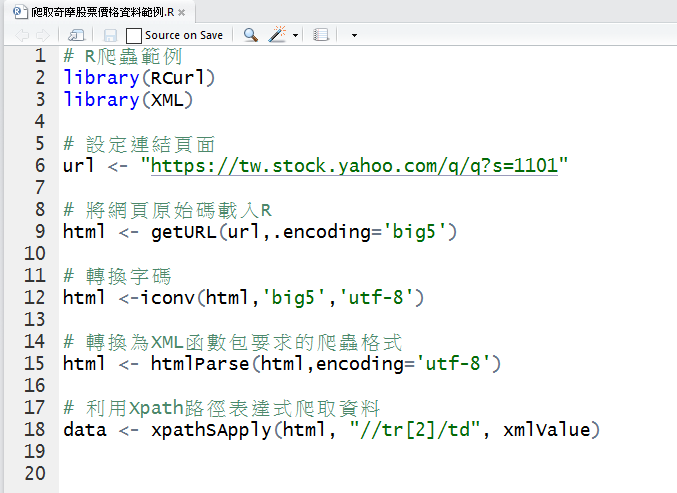 爬取奇摩股票價格資料範例.R
Source on Save
1 # R爬蟲範例
2 library(RCurl)
3 library(XML)
4
5 # 設定連結頁面
6 url <- "https://tw.stock.yahoo.com/q/q?s=1101"
7
8 # 將網頁原始碼載入R
9 html <- getURL(url,.encoding='big5')
10
11 # 轉換字碼
12 html <-iconv(html,'big5','utf-8')
13
14 # 轉換為XML函數包要求的爬蟲格式
15 html <- htmlParse(html,encoding='utf-8')
16
17 # 利用Xpath路徑表達式爬取資料
18 data <- xpathSApply(html, "//tr[2]/td", xmlValue)
19
20